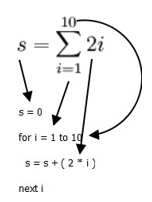 10
s = ∑ 2i
i=1
s = 0
for i = 1 to 10
s = s + ( 2 * i )
next i